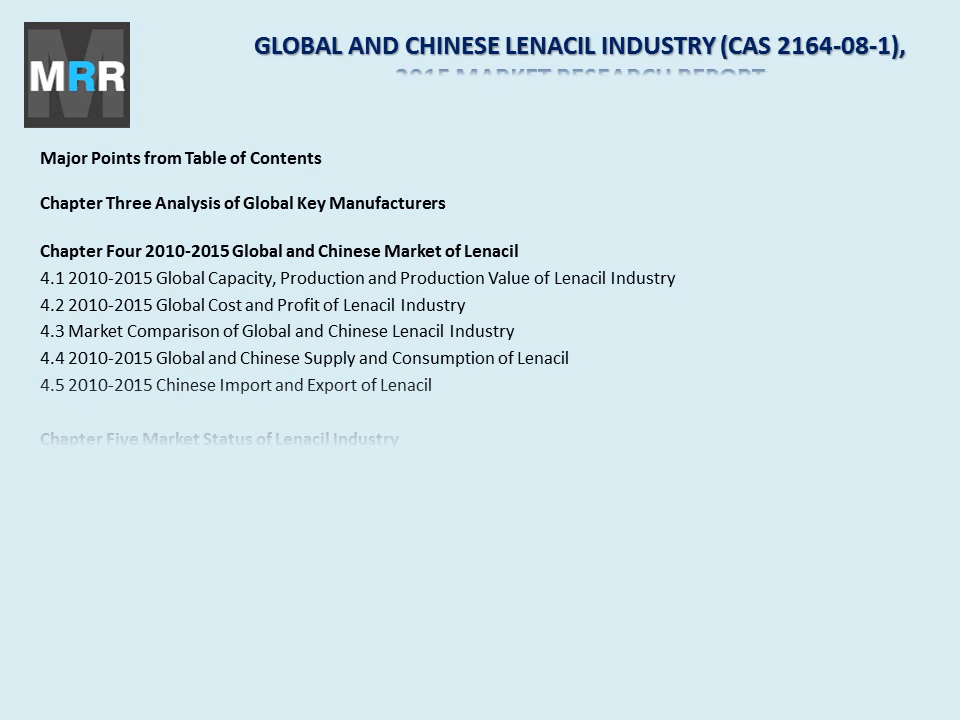 MRR
GLOBAL AND CHINESE LENACIL INDUSTRY (CAS 2164-08-1),
2015 MARKET RESEARCH REPORT
Major Points from Table of Contents
Chapter Three Analysis of Global Key Manufacturers
Chapter Four 2010-2015 Global and Chinese Market of Lenacil
4.1 2010-2015 Global Capacity, Production and Production Value of Lenacil Industry
4.2 2010-2015 Global Cost and Profit of Lenacil Industry
4.3 Market Comparison of Global and Chinese Lenacil Industry
4.4 2010-2015 Global and Chinese Supply and Consumption of Lenacil
4.5 2010-2015 Chinese Import and Export of Lenacil
Chapter Five Market Status of Lenacil Industry